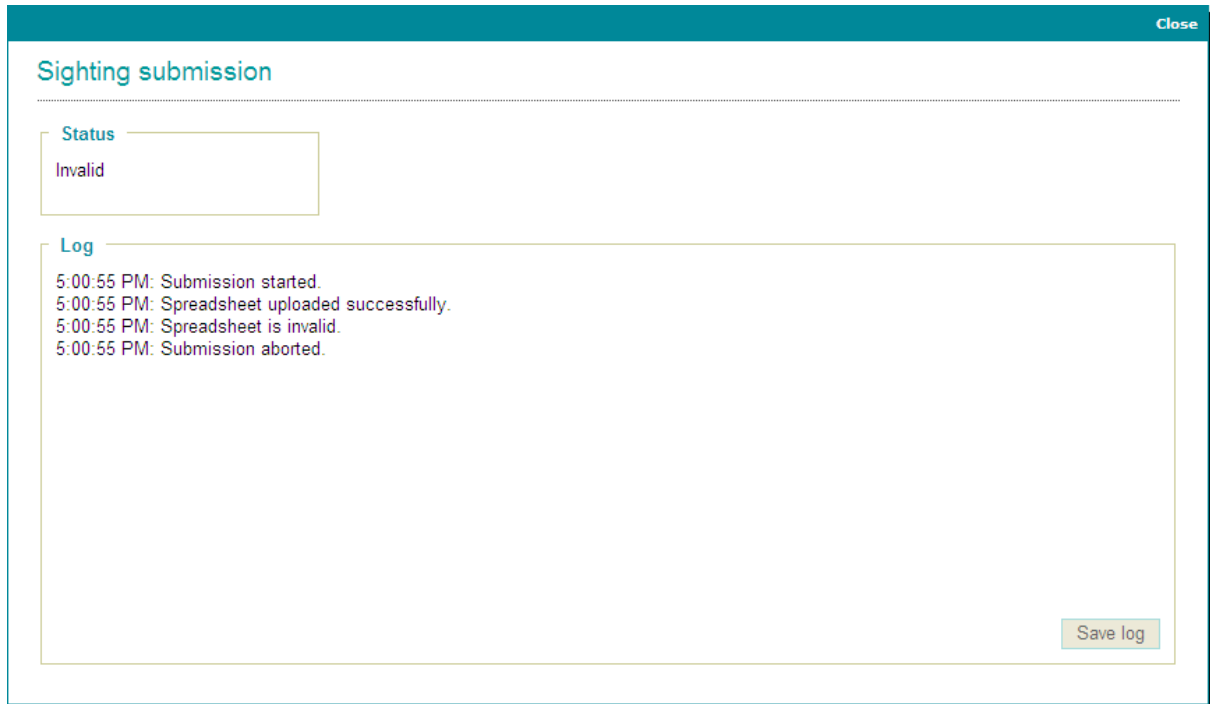 Close
Sighting submission
Status
Invalid
Log
5:00:55 PM: Submission started.
5:00:55 PM: Spreadsheet uploaded successfully.
5:00:55 PM: Spreadsheet is invalid.
5:00:55 PM: Submission aborted.
Save log